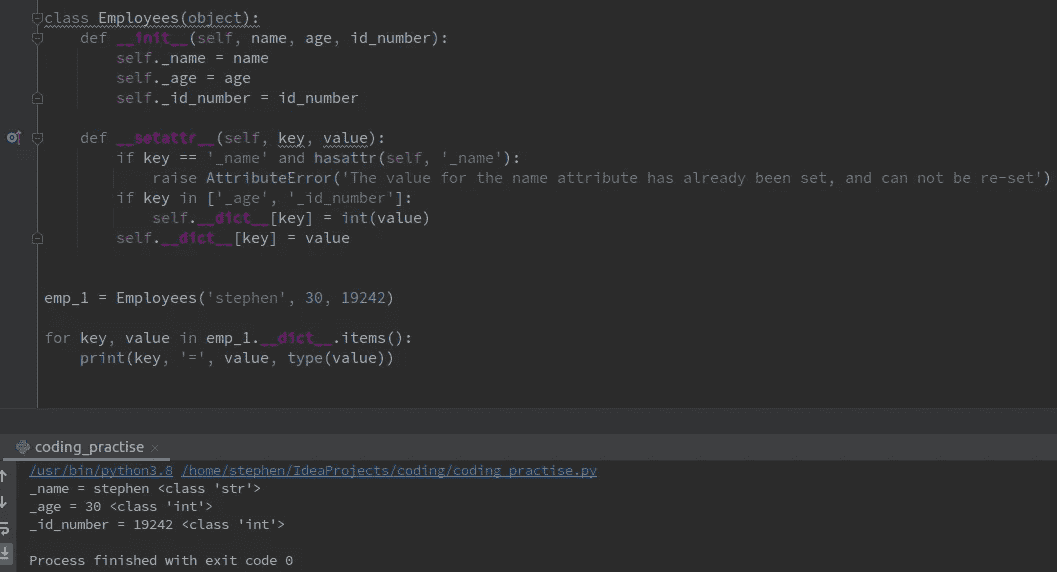 class Employees(object):
    def __init__(self, name, age, id_number):
        self._name = name
        self._age = age
        self._id_number = id_number

    def __setattr__(self, key, value):
        if key == '_name' and hasattr(self, '_name'):
            raise AttributeError('The value for the name attribute has already been set, and can not be re-set')
        if key in ['_age', '_id_number']:
            self.__dict__[key] = int(value)
        self.__dict__[key] = value

emp_1 = Employees('stephen', 30, 19242)

for key, value in emp_1.__dict__.items():
    print(key, '=', value, type(value))

coding_practise
/usr/bin/python3.8 /home/stephen/IdeaProjects/coding/coding_practise.py
_name = stephen <class 'str'>
_age = 30 <class 'int'>
_id_number = 19242 <class 'int'>

Process finished with exit code 0